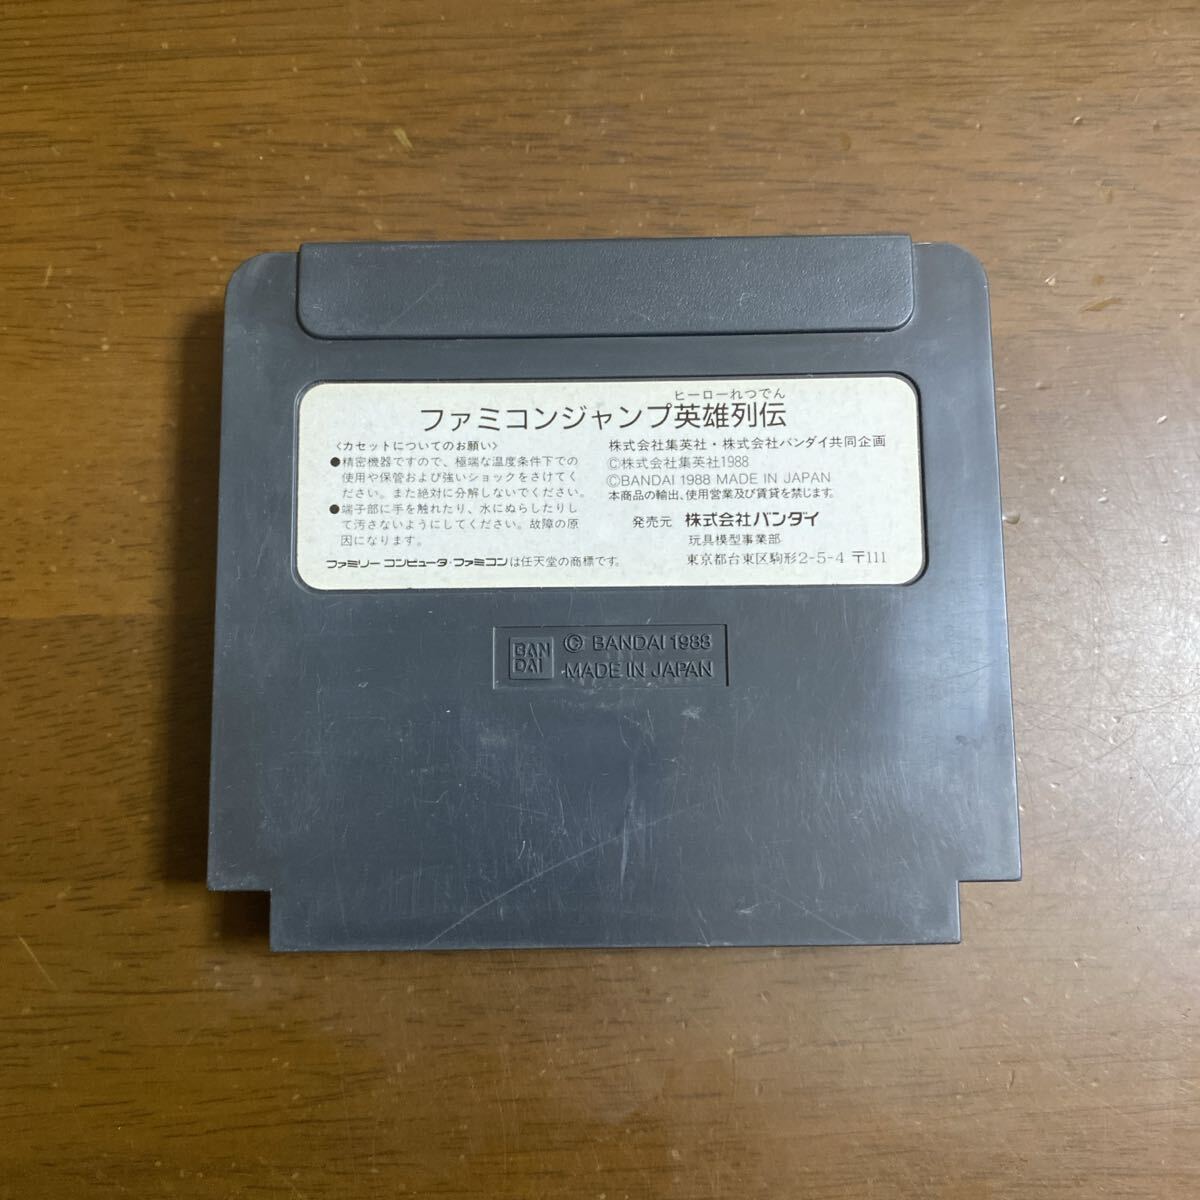 ヒーローれつでん
ファミコンジャンプ英雄列伝
〈カセットについてのお願い〉
●精密機器ですので、極端な温度条件下での
使用や保管および強いショックをさけてく
ださい。また絶対に分解しないでください。
●端子部に手を触れたり、水にぬらしたりし
て汚さないようにしてください。故障の原
因になります。
ファミリー コンピュータ・ファミコンは任天堂の商標です。
株式会社集英社・株式会社バンダイ共同企画
©株式会社集英社1988
©BANDAI 1988 MADE IN JAPAN
本商品の輸出、使用営業及び賃貸を禁じます。
発売元 株式会社バンダイ
玩具模型事業部
東京都台東区駒形2-5-4 〒111
BAN
DAI
© BANDAI 1988
MADE IN JAPAN